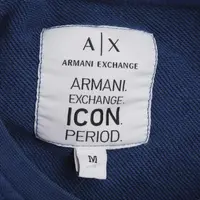 A|X
ARMANI EXCHANGE
ARMANI.
EXCHANGE.
ICON.
PERIOD.
M